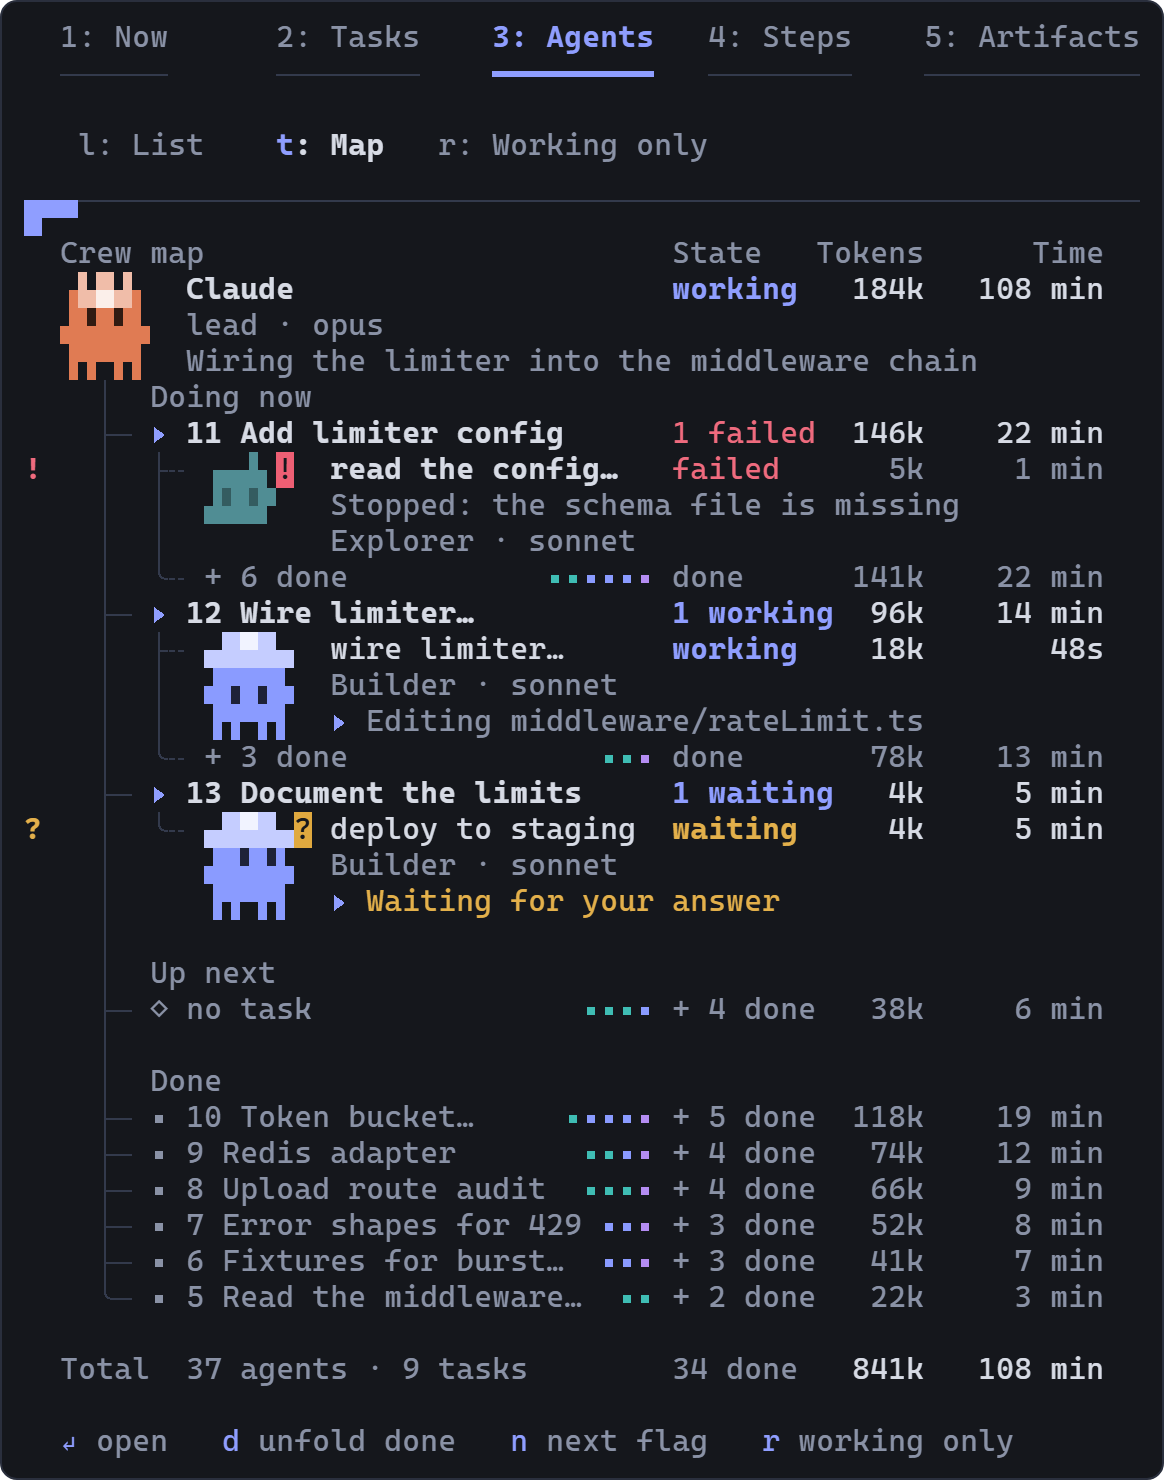 1: Now 2: Tasks 3: Agents 4: Steps 5: Artifacts
l: List t: Map r: Working only
Crew map State Tokens Time
Claude working 184k 108 min
lead · opus
Wiring the limiter into the middleware chain
Doing now
11 Add limiter config 1 failed 146k 22 min
! ! read the config… failed 5k 1 min
Stopped: the schema file is missing
Explorer · sonnet
+ 6 done done 141k 22 min
12 Wire limiter… 1 working 96k 14 min
wire limiter… working 18k 48s
Builder · sonnet
Editing middleware/rateLimit.ts
+ 3 done done 78k 13 min
13 Document the limits 1 waiting 4k 5 min
? ? deploy to staging waiting 4k 5 min
Builder · sonnet
Waiting for your answer
Up next
◇ no task + 4 done 38k 6 min
Done
▪ 10 Token bucket… + 5 done 118k 19 min
▪ 9 Redis adapter + 4 done 74k 12 min
▪ 8 Upload route audit + 4 done 66k 9 min
▪ 7 Error shapes for 429 + 3 done 52k 8 min
▪ 6 Fixtures for burst… + 3 done 41k 7 min
▪ 5 Read the middleware… + 2 done 22k 3 min
Total 37 agents · 9 tasks 34 done 841k 108 min
↲ open d unfold done n next flag r working only